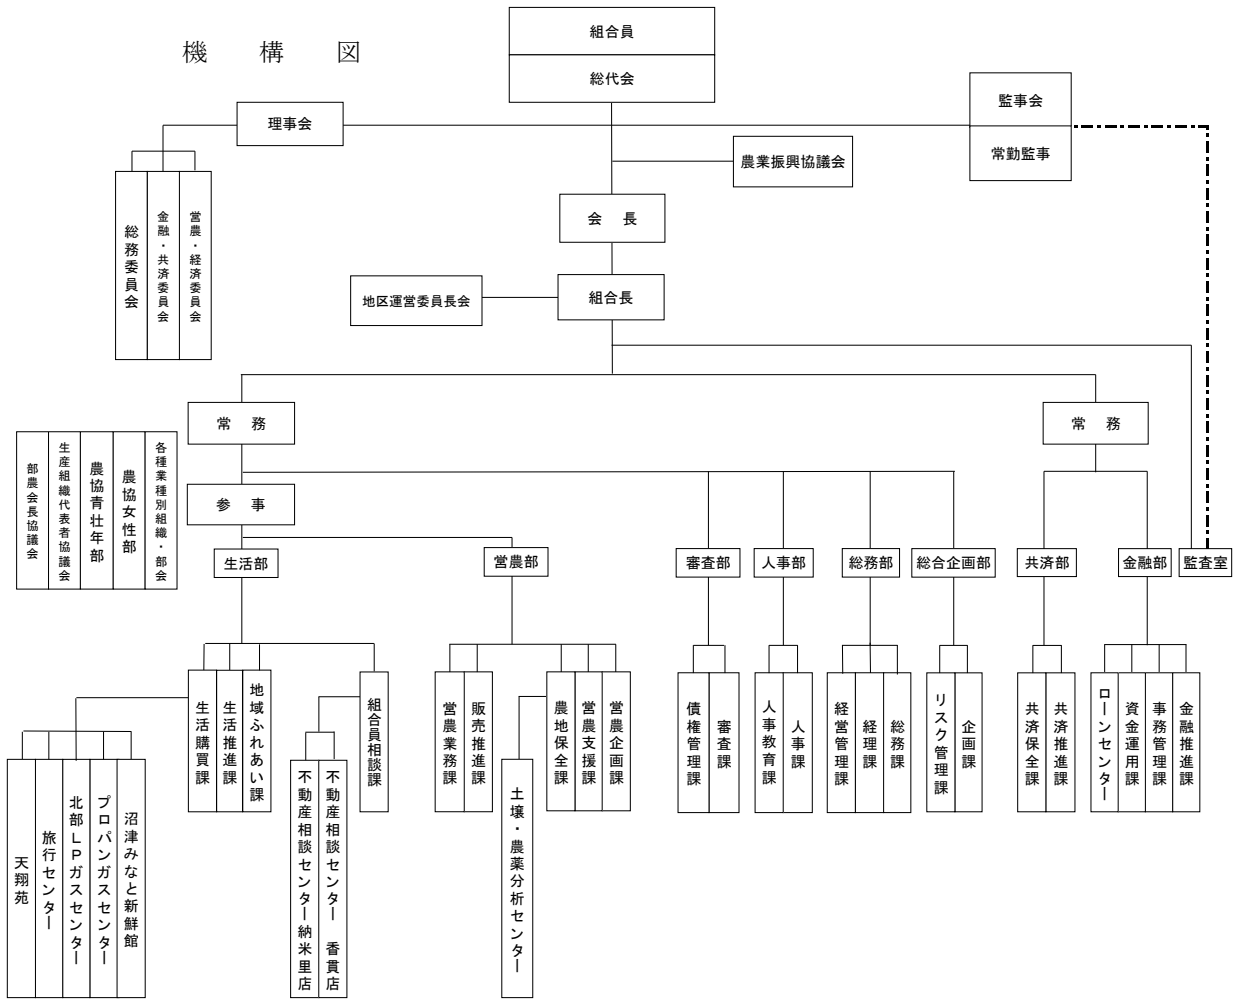 機 構 図
組合員
総代会
理事会
監事会
常勤監事
農業振興協議会
総務委員会
金融・共済委員会
営農・経済委員会
会 長
地区運営委員長会
組合長
常 務
常 務
部農会長協議会
生産組織代表者協議会
農協青壮年部
農協女性部
各種業種別組織・部会
参 事
生活部
営農部
審査部
人事部
総務部
総合企画部
共済部
金融部
監査室
生活購買課
生活推進課
地域ふれあい課
組合員相談課
営農業務課
販売推進課
農地保全課
営農支援課
営農企画課
債権管理課
審査課
人事教育課
人事課
経営管理課
経理課
総務課
リスク管理課
企画課
共済保全課
共済推進課
ローンセンター
資金運用課
事務管理課
金融推進課
天翔苑
旅行センター
北部LPガスセンター
プロパンガスセンター
沼津みなと新鮮館
不動産相談センター納米里店
不動産相談センター 香貫店
土壌・農薬分析センター